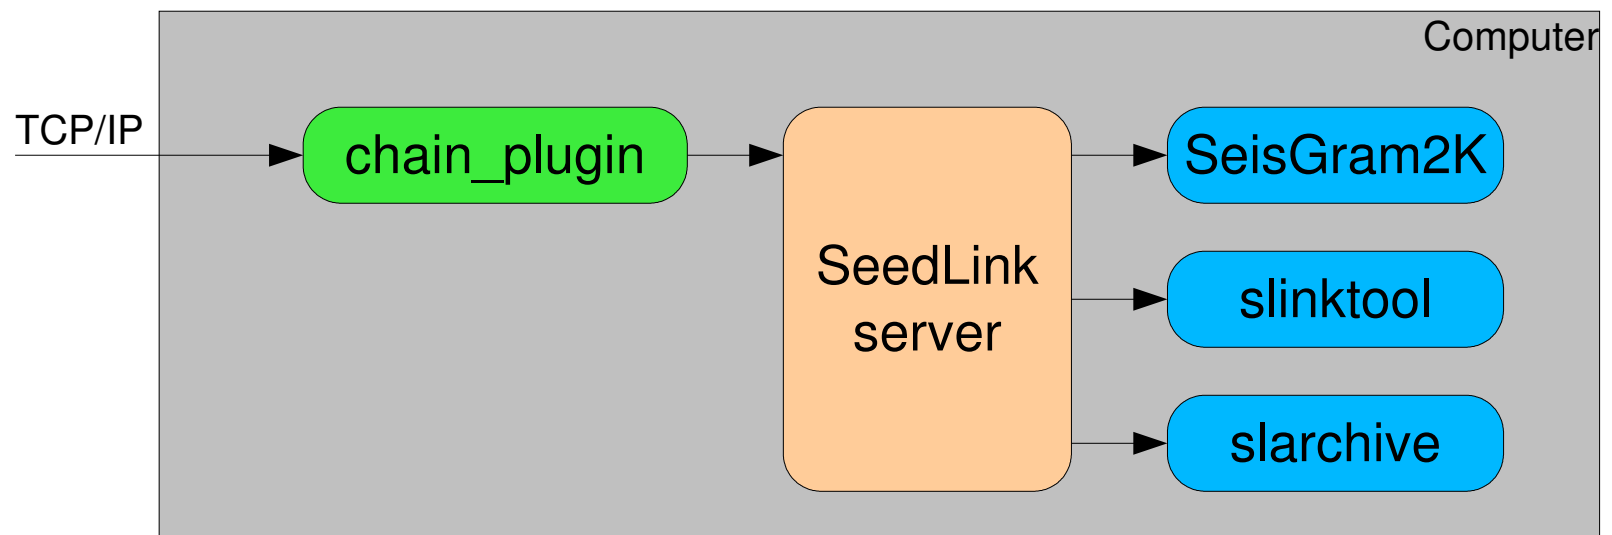 Computer
TCP/IP
chain_plugin
SeedLink
server
SeisGram2K
slinktool
slarchive